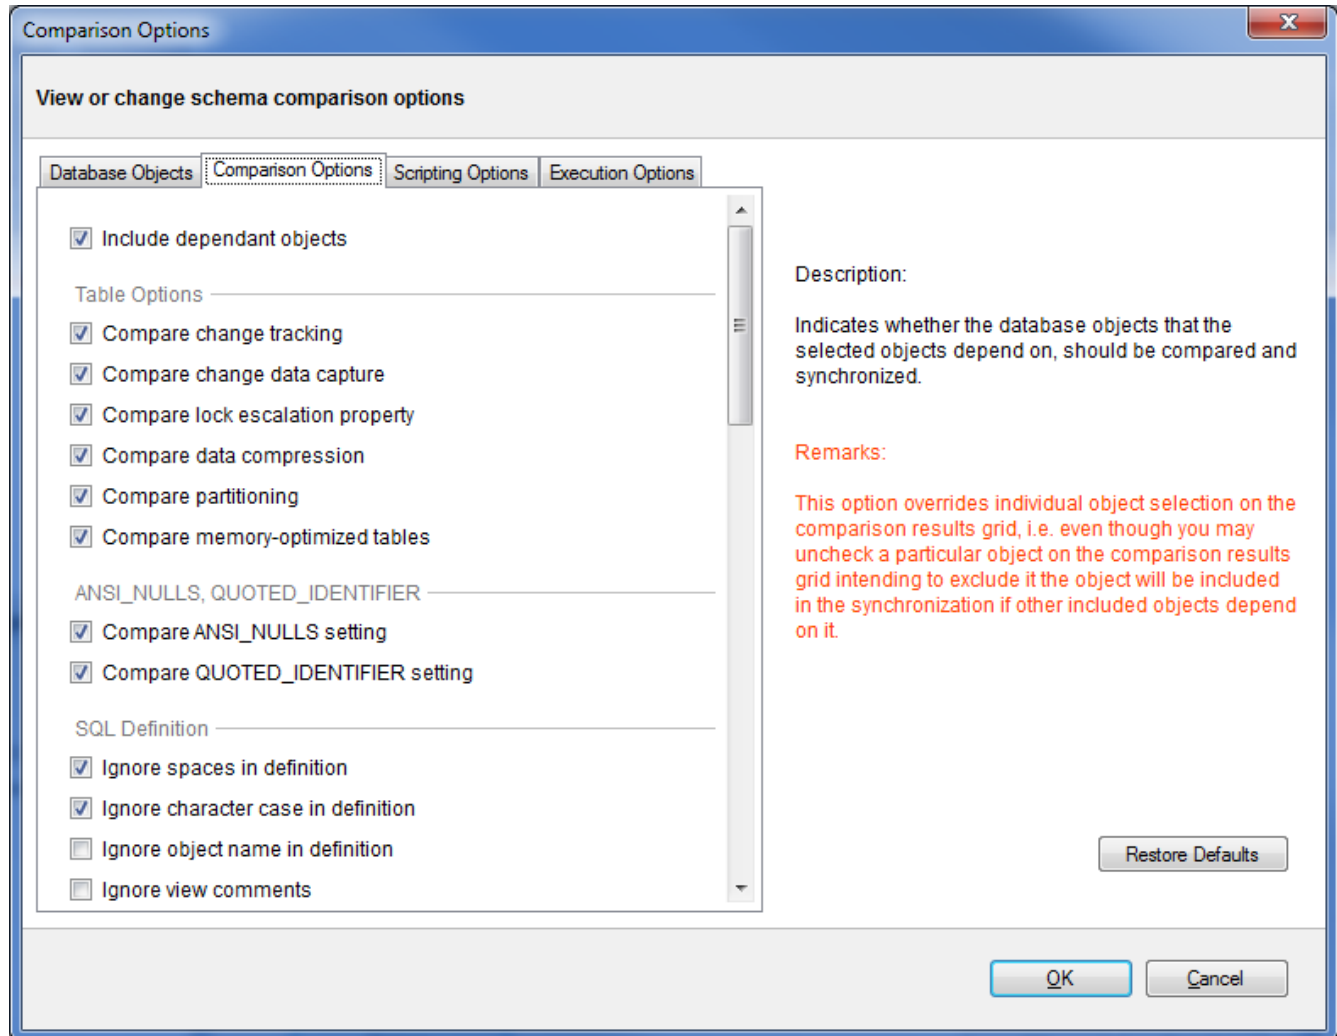 Comparison Options
View or change schema comparison options
Database Objects Comparison Options Scripting Options Execution Options
Include dependant objects
Table Options
Compare change tracking
Compare change data capture
Compare lock escalation property
Compare data compression
Compare partitioning
Compare memory-optimized tables
ANSI_NULLS, QUOTED_IDENTIFIER
Compare ANSI_NULLS setting
Compare QUOTED_IDENTIFIER setting
SQL Definition
Ignore spaces in definition
Ignore character case in definition
Ignore object name in definition
Ignore view comments
Description:
Indicates whether the database objects that the
selected objects depend on, should be compared and
synchronized.
Remarks:
This option overrides individual object selection on the
comparison results grid, i.e. even though you may
uncheck a particular object on the comparison results
grid intending to exclude it the object will be included
in the synchronization if other included objects depend
on it.
Restore Defaults
OK Cancel